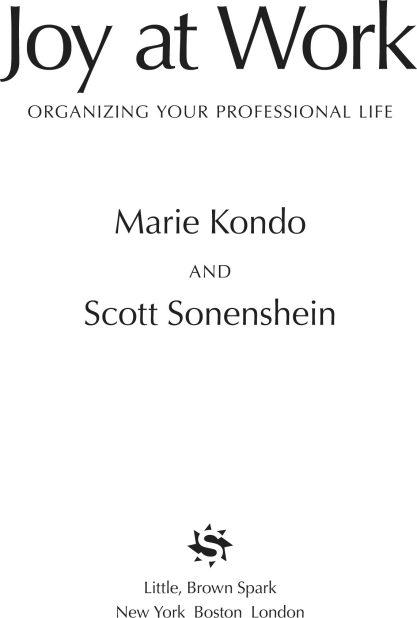 Joy at Work
ORGANIZING YOUR PROFESSIONAL LIFE
Marie Kondo
AND
Scott Sonenshein
S
Little, Brown Spark
New York Boston London